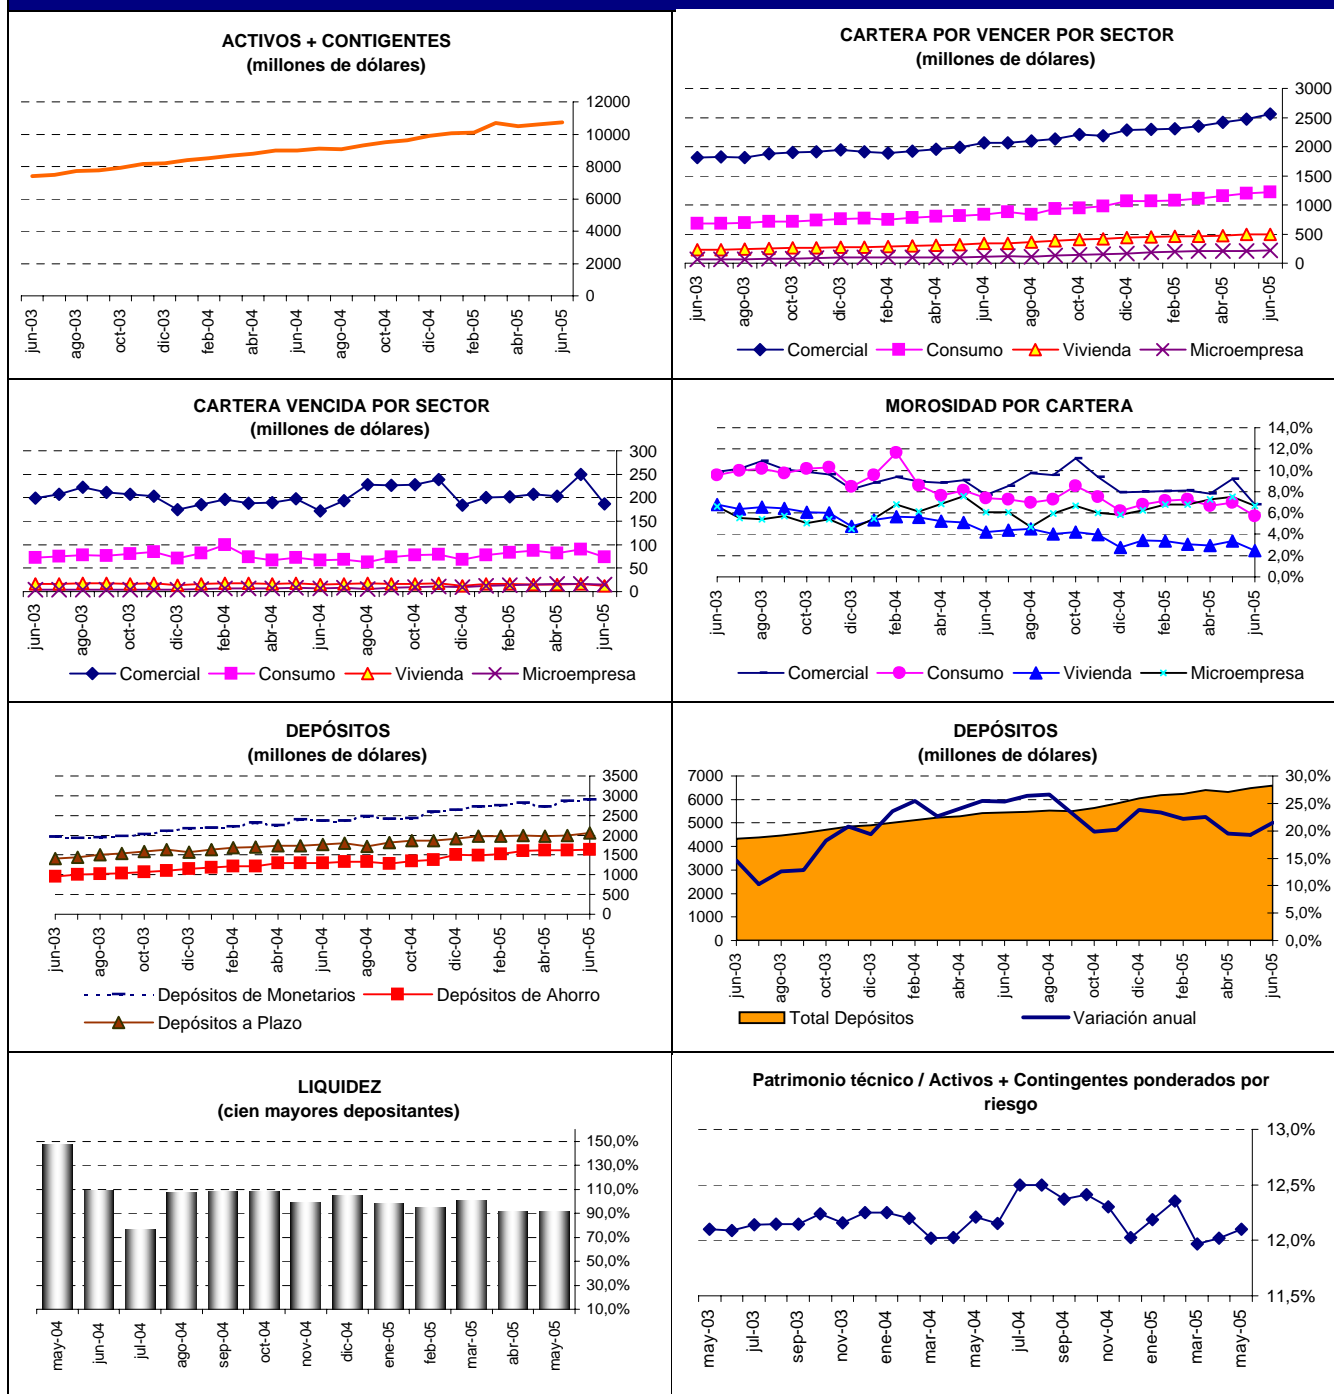 ACTIVOS + CONTIGENTES
(millones de dólares)
12000
10000
8000
6000
4000
2000
0
jun-03
ago-03
oct-03
dic-03
feb-04
abr-04
jun-04
ago-04
oct-04
dic-04
feb-05
abr-05
jun-05
CARTERA POR VENCER POR SECTOR
(millones de dólares)
3000
2500
2000
1500
1000
500
0
jun-03
ago-03
oct-03
dic-03
feb-04
abr-04
jun-04
ago-04
oct-04
dic-04
feb-05
abr-05
jun-05
Comercial Consumo Vivienda Microempresa
CARTERA VENCIDA POR SECTOR
(millones de dólares)
300
250
200
150
100
50
0
jun-03
ago-03
oct-03
dic-03
feb-04
abr-04
jun-04
ago-04
oct-04
dic-04
feb-05
abr-05
jun-05
Comercial Consumo Vivienda Microempresa
MOROSIDAD POR CARTERA
14,0%
12,0%
10,0%
8,0%
6,0%
4,0%
2,0%
0,0%
jun-03
ago-03
oct-03
dic-03
feb-04
abr-04
jun-04
ago-04
oct-04
dic-04
feb-05
abr-05
jun-05
Comercial Consumo Vivienda Microempresa
DEPÓSITOS
(millones de dólares)
3500
3000
2500
2000
1500
1000
500
0
jun-03
ago-03
oct-03
dic-03
feb-04
abr-04
jun-04
ago-04
oct-04
dic-04
feb-05
abr-05
jun-05
Depósitos de Monetarios Depósitos de Ahorro
Depósitos a Plazo
DEPÓSITOS
(millones de dólares)
7000
6000
5000
4000
3000
2000
1000
0
30,0%
25,0%
20,0%
15,0%
10,0%
5,0%
0,0%
jun-03
ago-03
oct-03
dic-03
feb-04
abr-04
jun-04
ago-04
oct-04
dic-04
feb-05
abr-05
jun-05
Total Depósitos Variación anual
LIQUIDEZ
(cien mayores depositantes)
150,0%
130,0%
110,0%
90,0%
70,0%
50,0%
30,0%
10,0%
may-04
jun-04
jul-04
ago-04
sep-04
oct-04
nov-04
dic-04
ene-05
feb-05
mar-05
abr-05
may-05
Patrimonio técnico / Activos + Contingentes ponderados por
riesgo
13,0%
12,5%
12,0%
11,5%
may-03
jul-03
sep-03
nov-03
ene-04
mar-04
may-04
jul-04
sep-04
nov-04
ene-05
mar-05
may-05